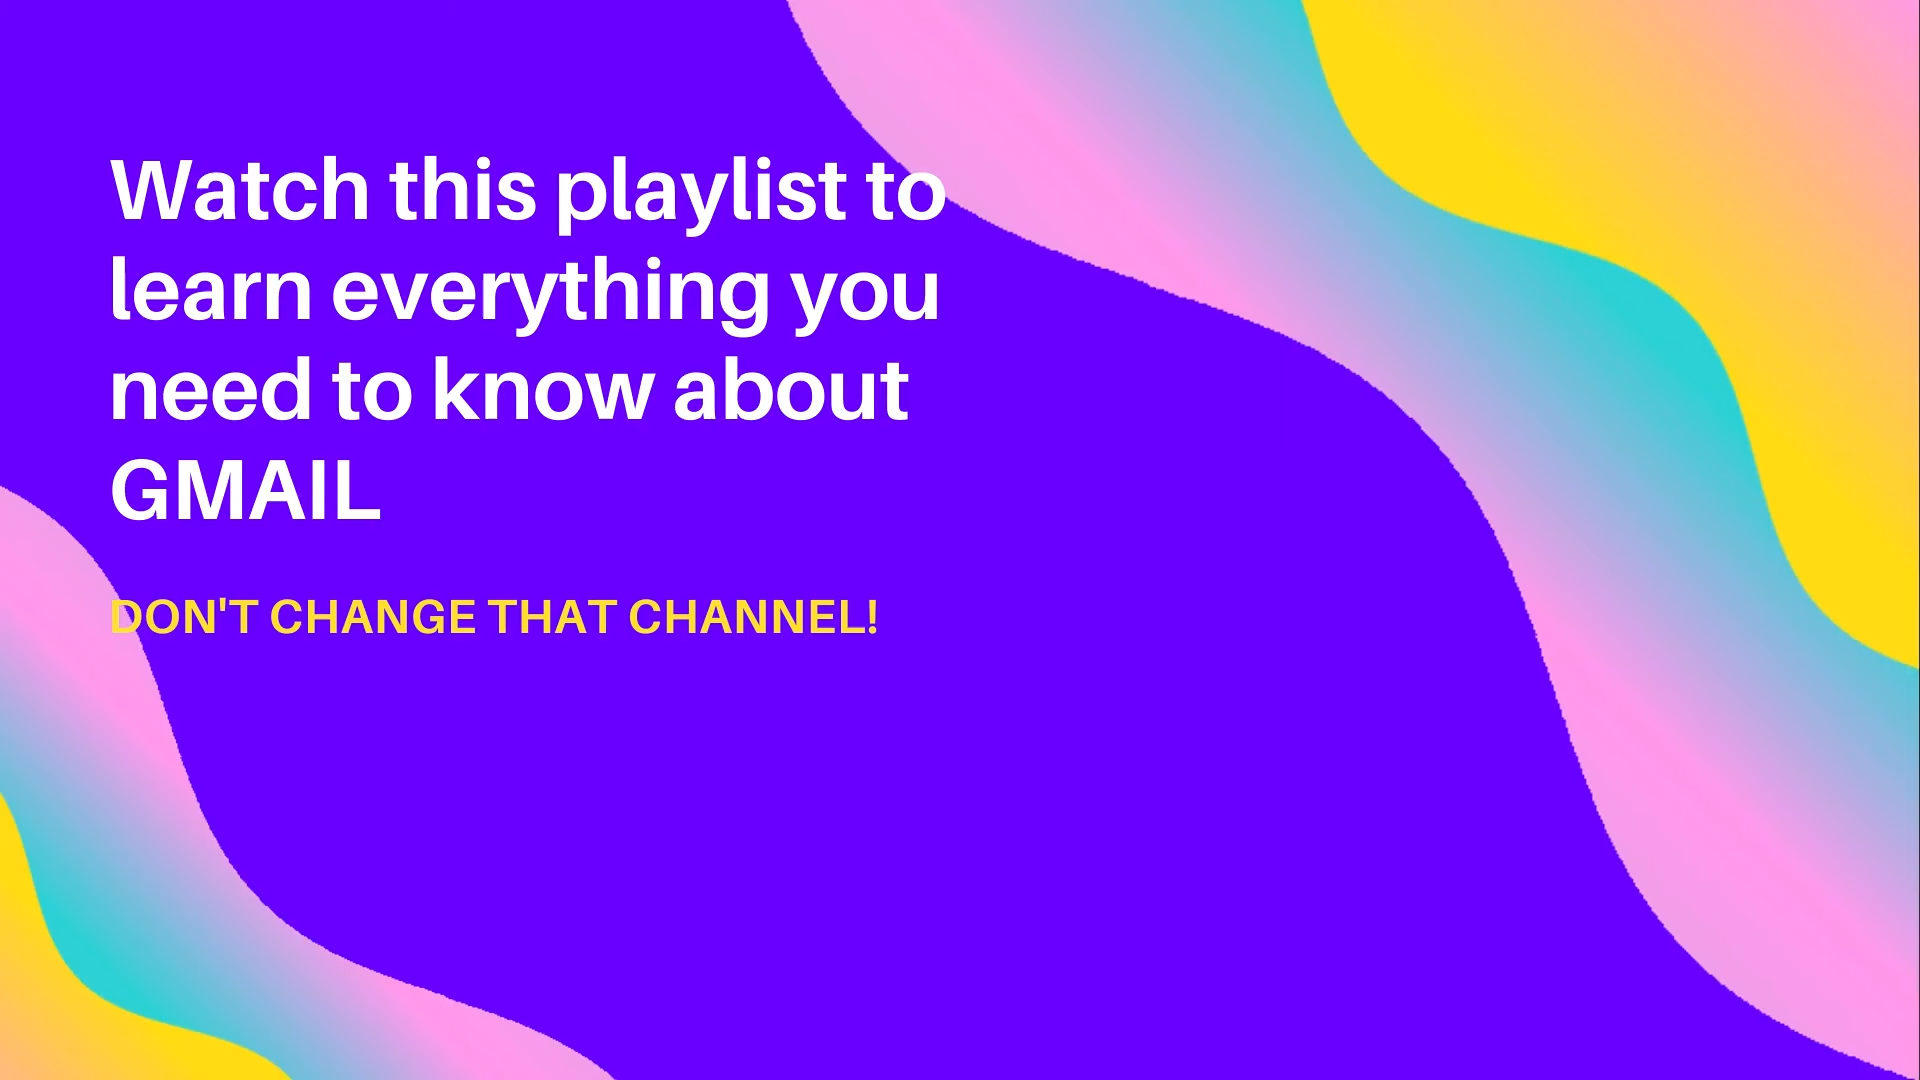 Watch this playlist to
learn everything you
need to know about
GMAIL
DON'T CHANGE THAT CHANNEL!